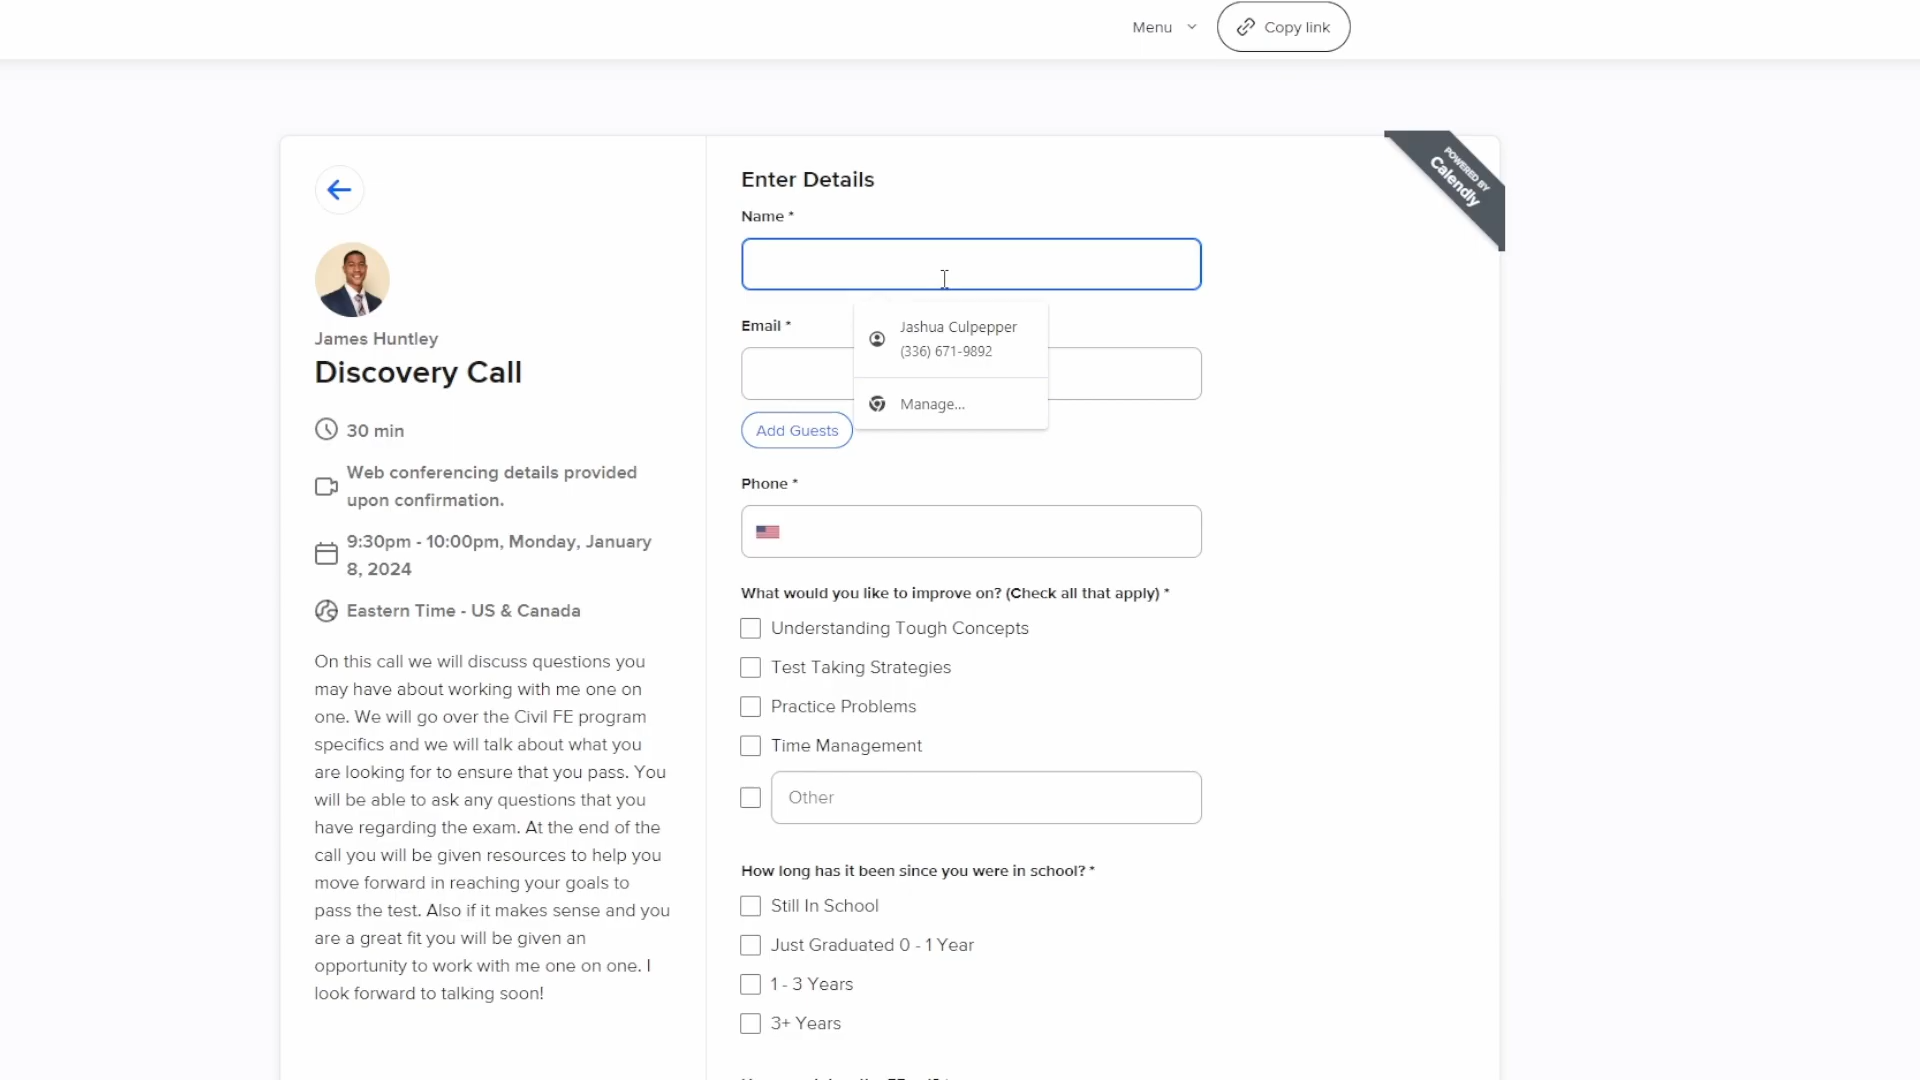 Menu
Copy link
POWERED BY
Calendly
James Huntley
Discovery Call
30 min
Web conferencing details provided
upon confirmation.
9:30pm - 10:00pm, Monday, January
8, 2024
Eastern Time - US & Canada
On this call we will discuss questions you
may have about working with me one on
one. We will go over the Civil FE program
specifics and we will talk about what you
are looking for to ensure that you pass. You
will be able to ask any questions that you
have regarding the exam. At the end of the
call you will be given resources to help you
move forward in reaching your goals to
pass the test. Also if it makes sense and you
are a great fit you will be given an
opportunity to work with me one on one. I
look forward to talking soon!
Enter Details
Name *
Email *
Jashua Culpepper
(336) 671-9892
Manage...
Add Guests
Phone *
What would you like to improve on? (Check all that apply) *
Understanding Tough Concepts
Test Taking Strategies
Practice Problems
Time Management
Other
How long has it been since you were in school? *
Still In School
Just Graduated 0 - 1 Year
1 - 3 Years
3+ Years